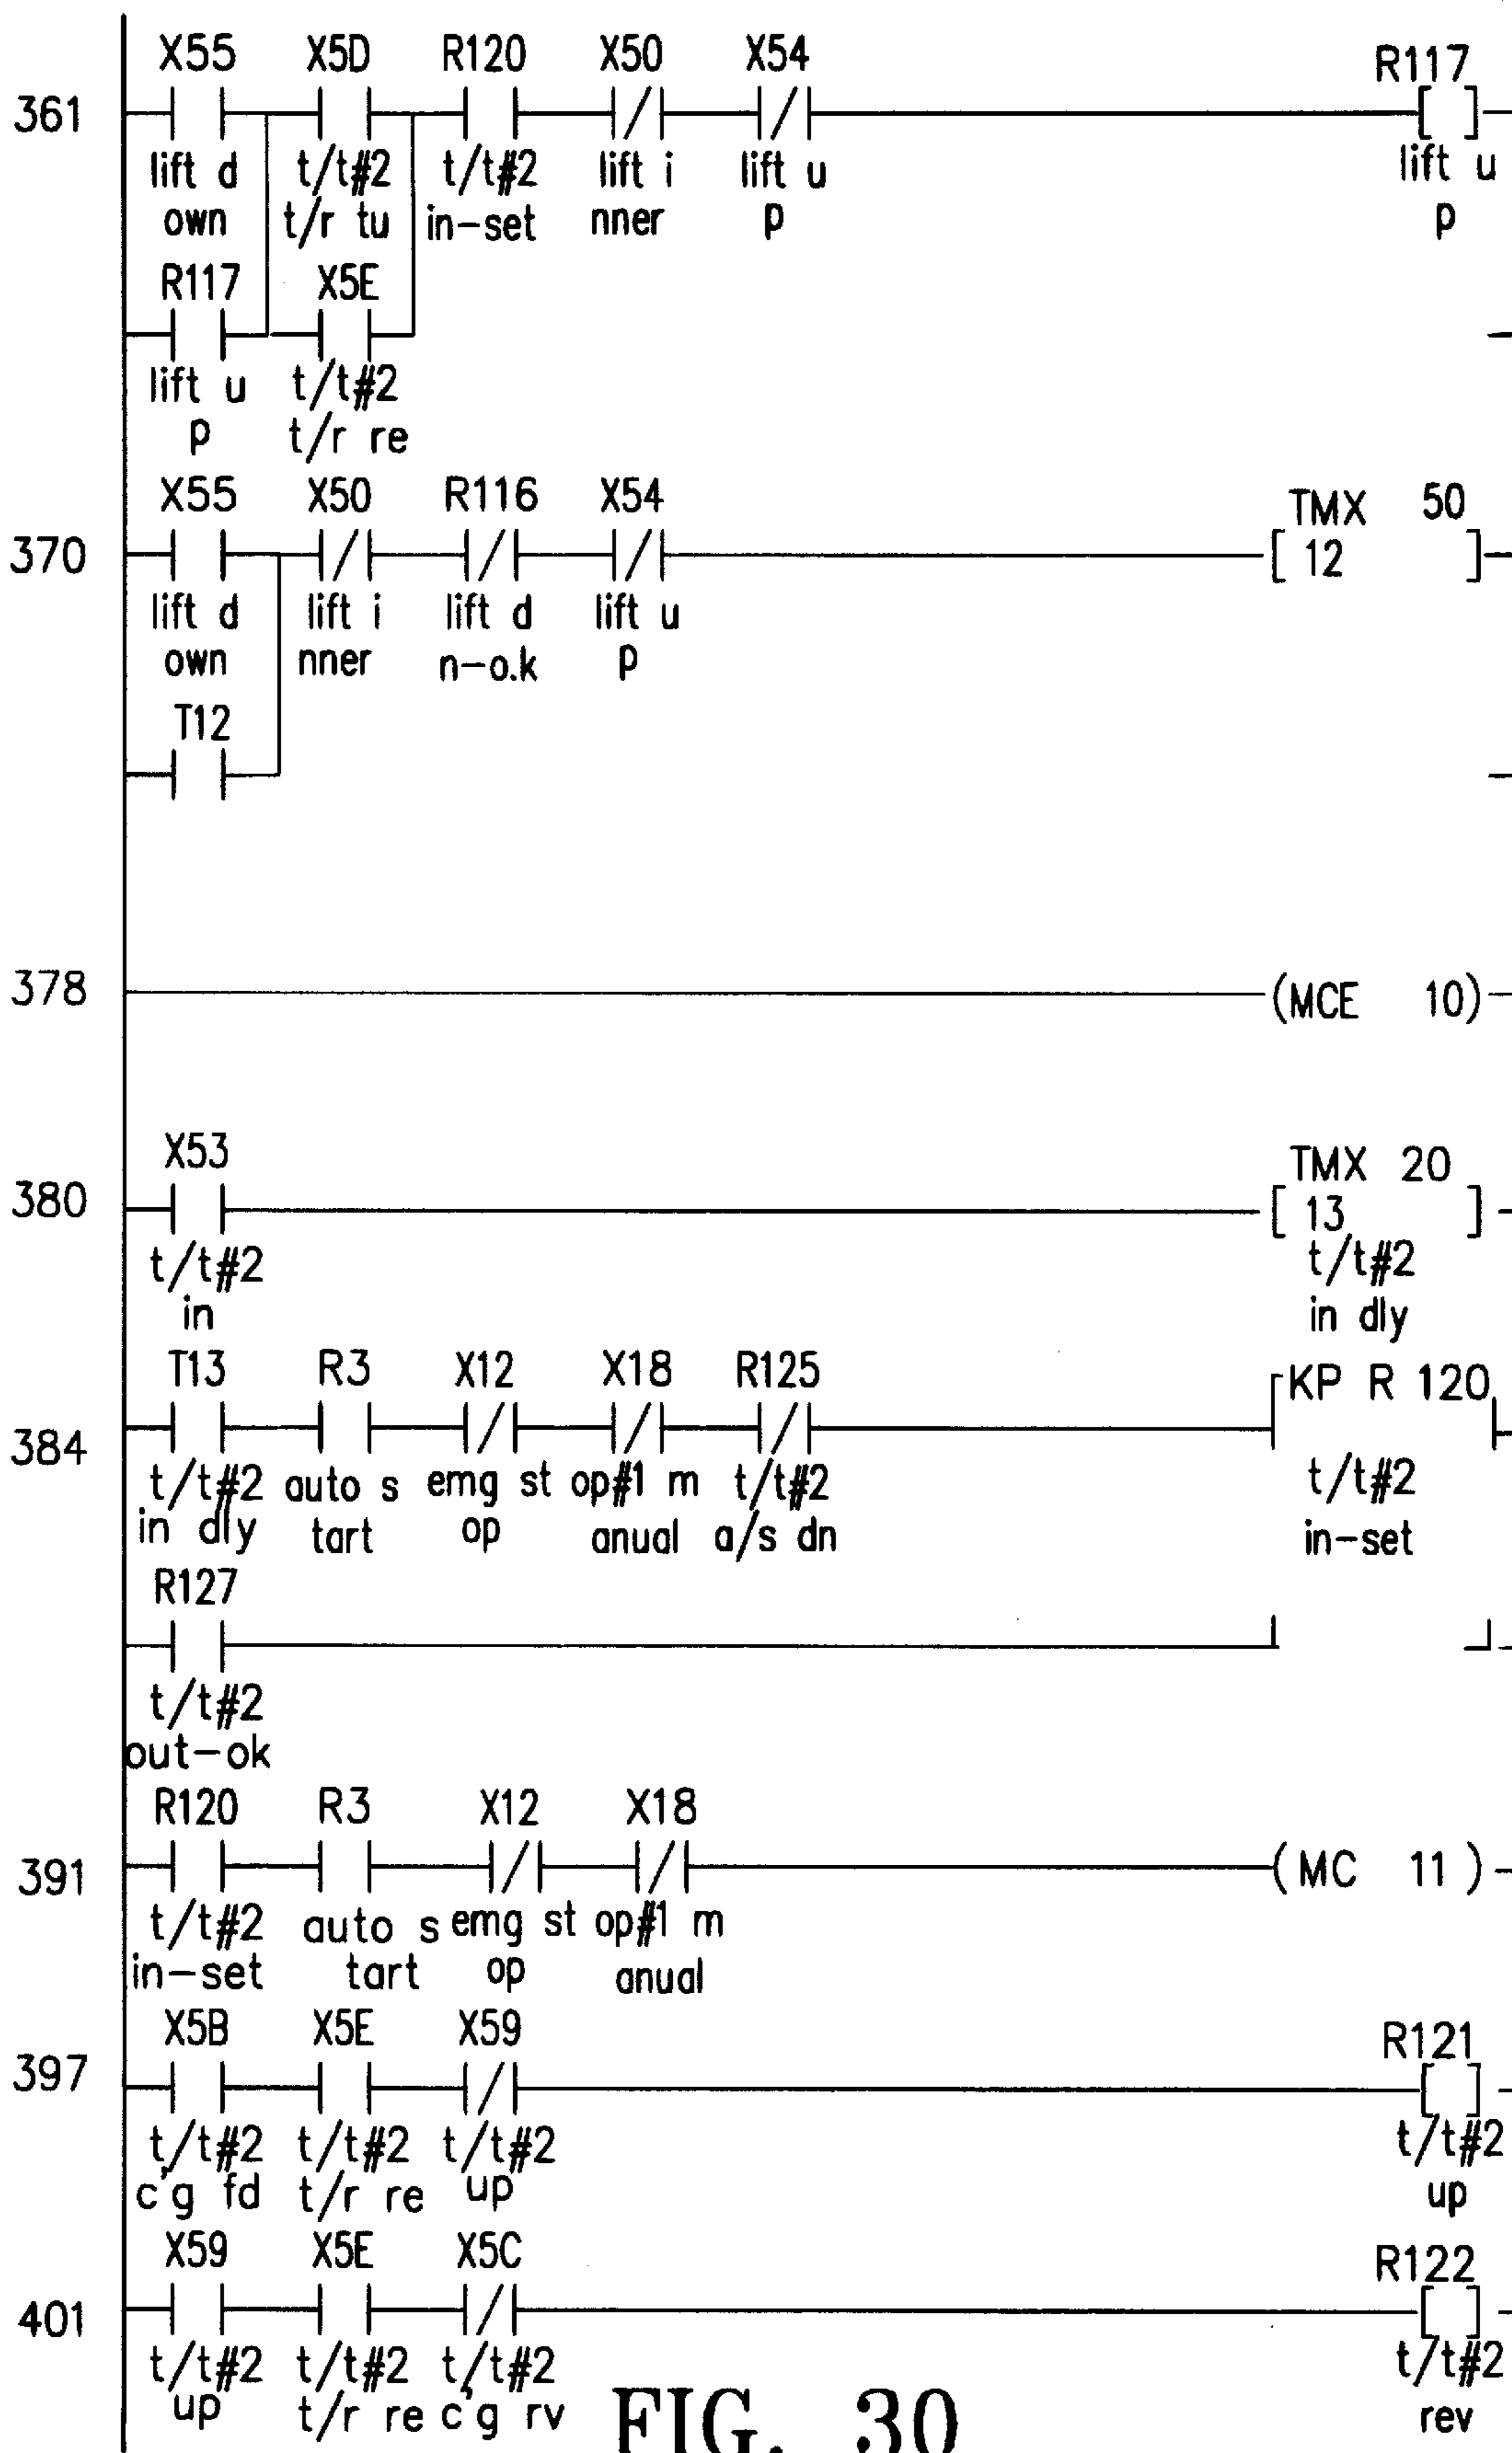 X55 X5D R120 X50 X54 R117
361
lift d t/t#2 t/t#2 lift i lift u lift u
own t/r tu in-set nner p p
R117 X5E
lift u t/t#2
p t/r re
X55 X50 R116 X54 TMX 50
370 12
lift d lift i lift d lift u
own nner n-o.k p
T12
378 (MCE 10)
X53 TMX 20
380 13
t/t#2 t/t#2
in in dly
T13 R3 X12 X18 R125 KP R 120
384
t/t#2 auto s emg st op#1 m t/t#2 t/t#2
in dly tart op anual a/s dn in-set
R127
t/t#2
out-ok
R120 R3 X12 X18
391 (MC 11)
t/t#2 auto s emg st op#1 m
in-set tart op anual
X5B X5E X59 R121
397
t/t#2 t/t#2 t/t#2 t/t#2
c'g fd t/r re up up
X59 X5E X5C R122
401
t/t#2 t/t#2 t/t#2 t/t#2
up t/r re c'g rv rev
FIG. 30